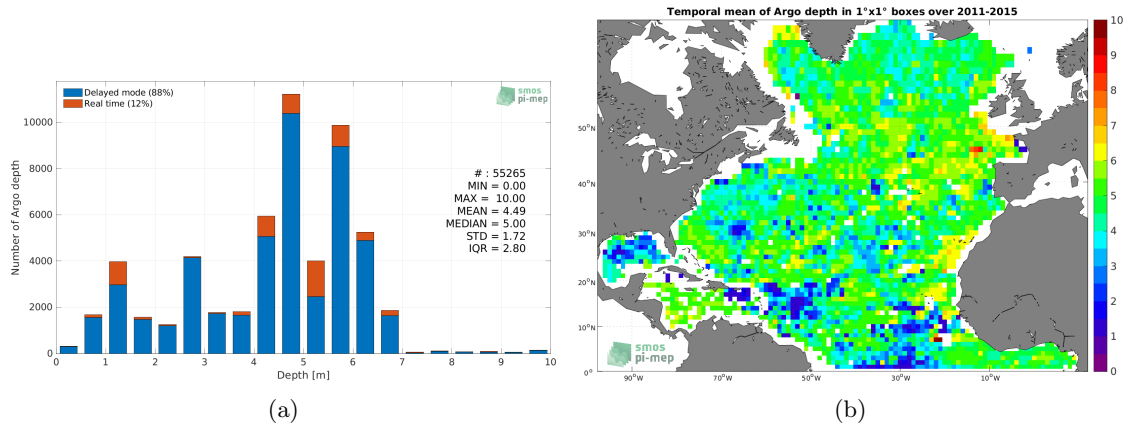 Delayed mode (88%)
Real time (12%)
smos
pi-mep
# : 55265
MIN = 0.00
MAX = 10.00
MEAN = 4.49
MEDIAN = 5.00
STD = 1.72
IQR = 2.80
Number of Argo depth
10000
8000
6000
4000
2000
0
0 1 2 3 4 5 6 7 8 9 10
Depth [m]
(a)
Temporal mean of Argo depth in 1°x1° boxes over 2011-2015
50°N
40°N
30°N
20°N
10°N
0°
90°W 70°W 50°W 30°W 10°W
smos
pi-mep
10
9
8
7
6
5
4
3
2
1
0
(b)